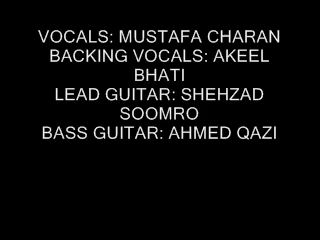 VOCALS: MUSTAFA CHARAN
BACKING VOCALS: AKEEL
BHATI
LEAD GUITAR: SHEHZAD
SOOMRO
BASS GUITAR: AHMED QAZI